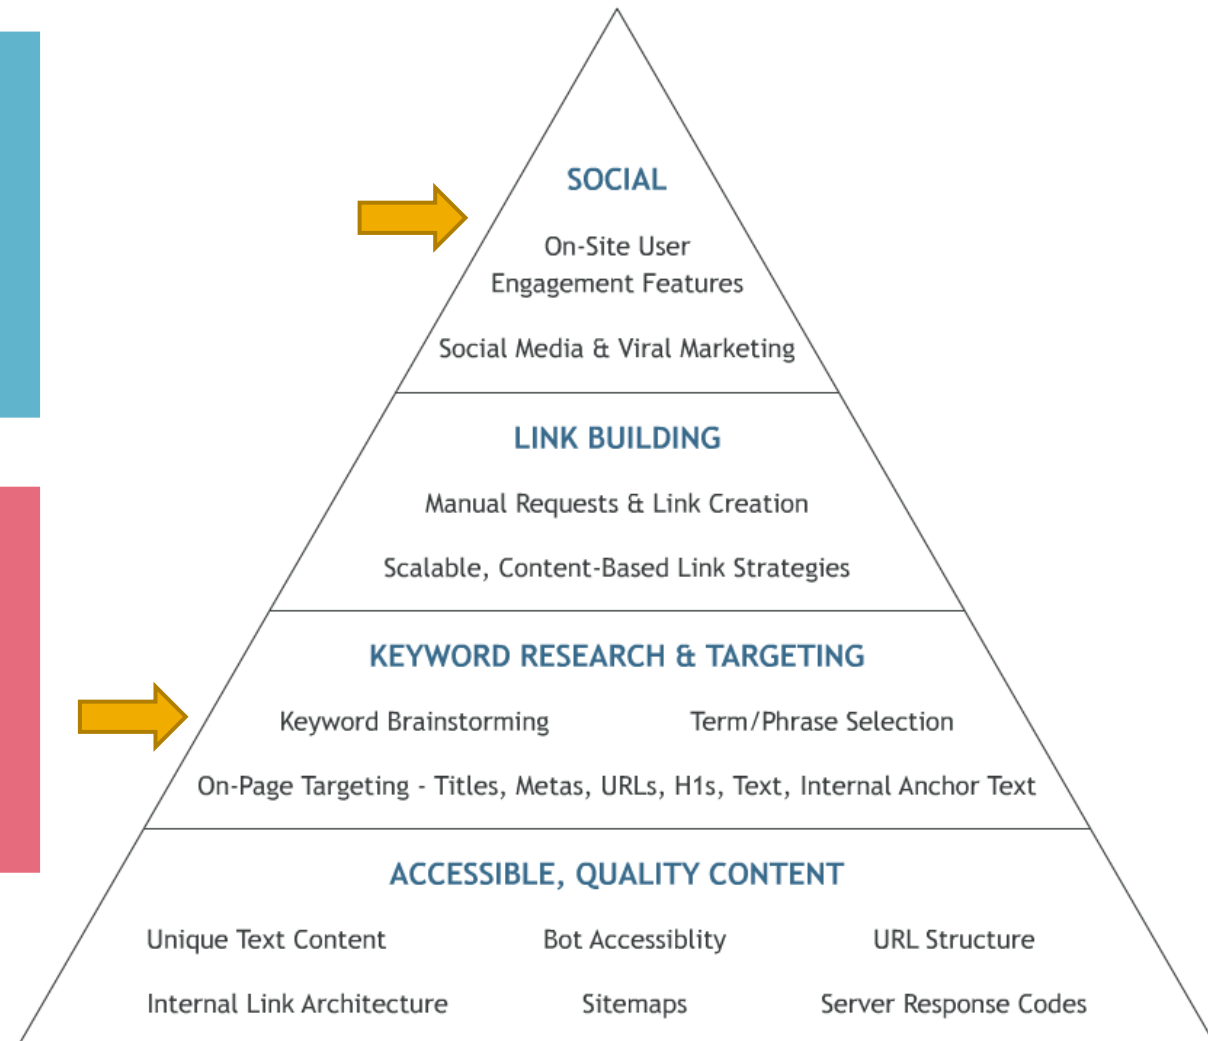 SOCIAL
On-Site User
Engagement Features
Social Media & Viral Marketing
LINK BUILDING
Manual Requests & Link Creation
Scalable, Content-Based Link Strategies
KEYWORD RESEARCH & TARGETING
Keyword Brainstorming Term/Phrase Selection
On-Page Targeting - Titles, Metas, URLs, H1s, Text, Internal Anchor Text
ACCESSIBLE, QUALITY CONTENT
Unique Text Content Bot Accessiblity URL Structure
Internal Link Architecture Sitemaps Server Response Codes